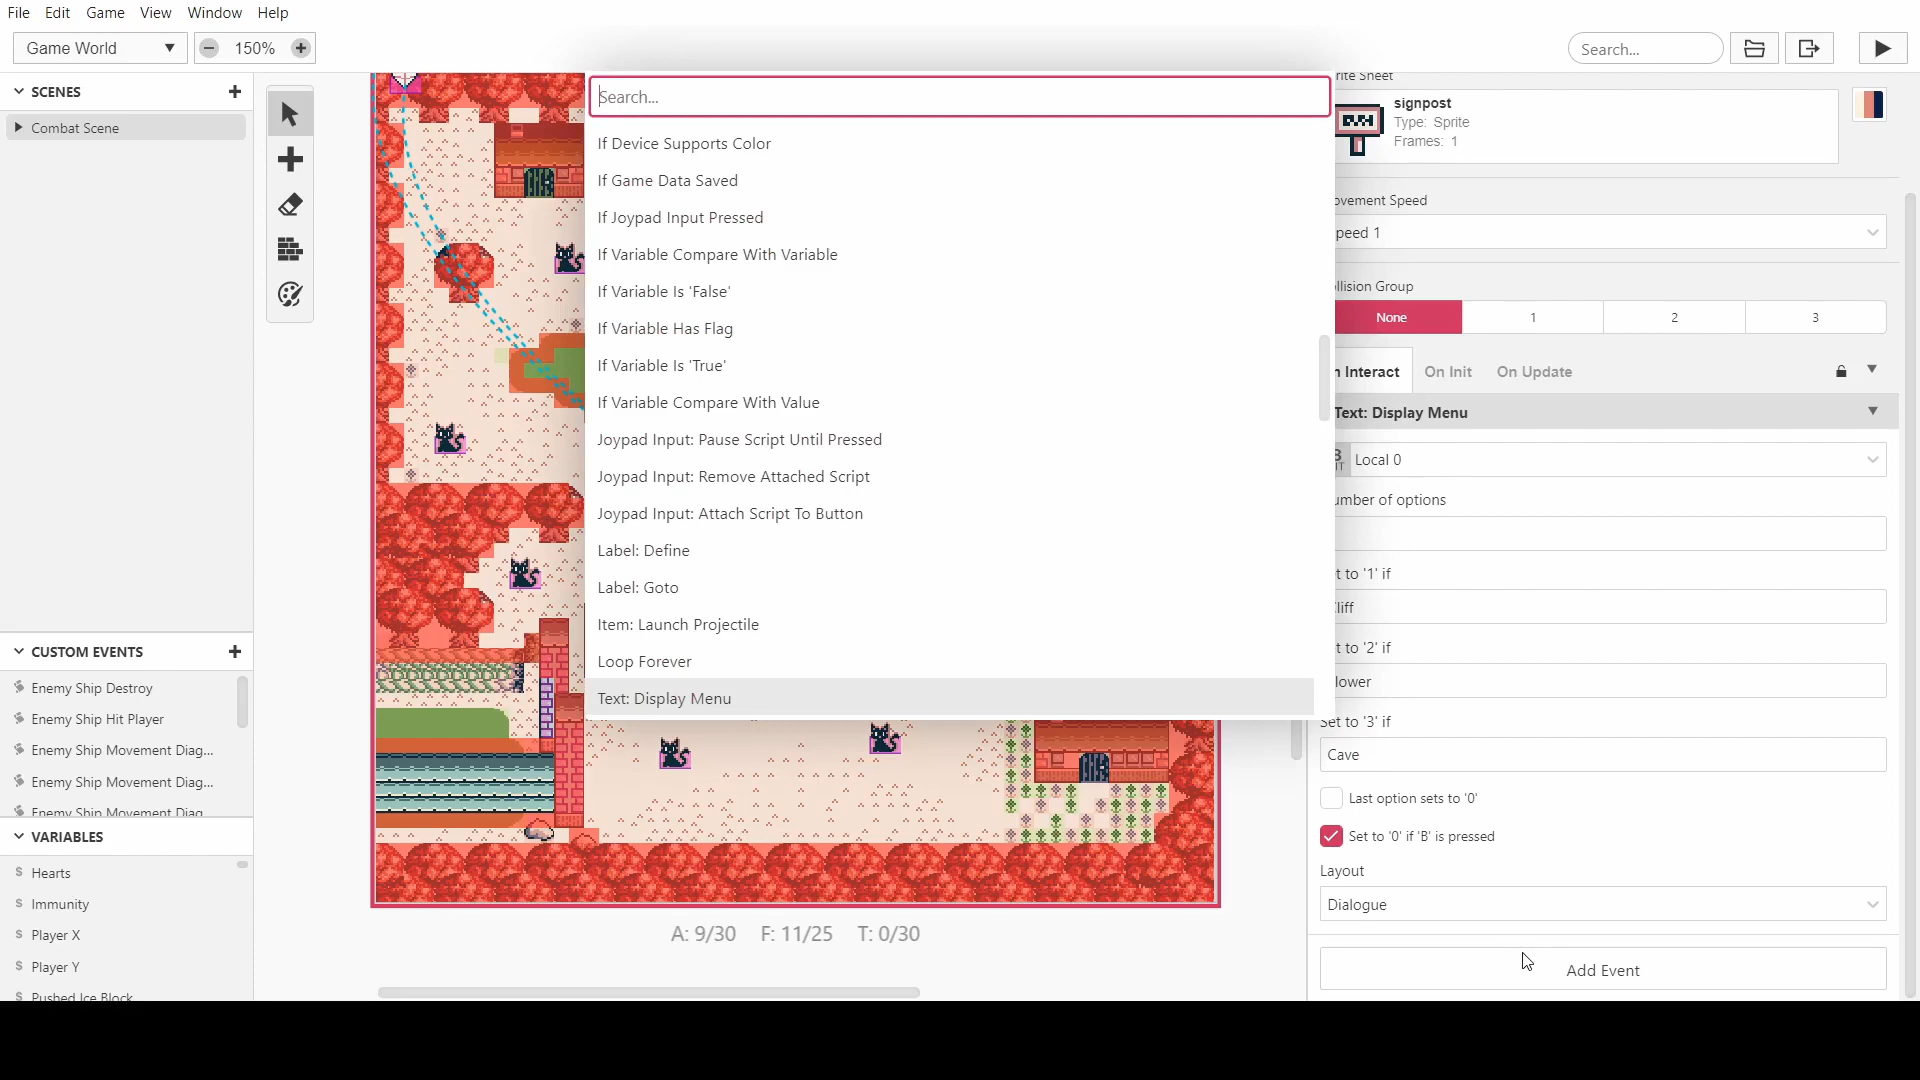 File Edit Game View Window Help
Game World 150% Search...
SCENES
Combat Scene
CUSTOM EVENTS
Enemy Ship Destroy
Enemy Ship Hit Player
Enemy Ship Movement Diag...
Enemy Ship Movement Diag...
Enemy Ship Movement Diag...
VARIABLES
Hearts
Immunity
Player X
Player Y
Pushed Ice Block
Search...
If Device Supports Color
If Game Data Saved
If Joypad Input Pressed
If Variable Compare With Variable
If Variable Is 'False'
If Variable Has Flag
If Variable Is 'True'
If Variable Compare With Value
Joypad Input: Pause Script Until Pressed
Joypad Input: Remove Attached Script
Joypad Input: Attach Script To Button
Label: Define
Label: Goto
Item: Launch Projectile
Loop Forever
Text: Display Menu
A: 9/30 F: 11/25 T: 0/30
rite Sheet
signpost
Type: Sprite
Frames: 1
ovement Speed
peed 1
ollision Group
None 1 2 3
n Interact On Init On Update
Text: Display Menu
Local 0
umber of options
t to '1' if
liff
t to '2' if
lower
Set to '3' if
Cave
Last option sets to '0'
Set to '0' if 'B' is pressed
Layout
Dialogue
Add Event